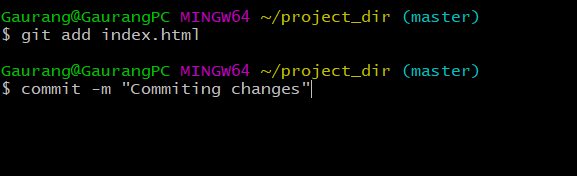 Gaurang@GaurangPC MINGW64 ~/project_dir (master)
$ git add index.html
Gaurang@GaurangPC MINGW64 ~/project_dir (master)
$ commit -m "Commiting changes"